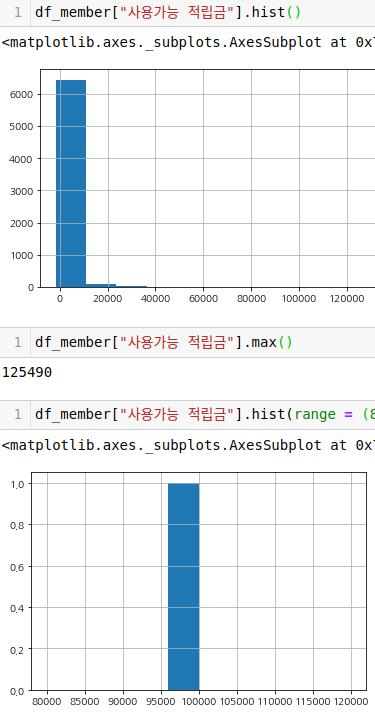 1 df_member["사용가능 적립금"].hist()
<matplotlib.axes._subplots.AxesSubplot at 0x
6000
5000
4000
3000
2000
1000
0
0 20000 40000 60000 80000 100000 120000
1 df_member["사용가능 적립금"].max()
125490
1 df_member["사용가능 적립금"].hist(range = (8
<matplotlib.axes._subplots.AxesSubplot at 0x
1.0
0.8
0.6
0.4
0.2
0.0
80000 85000 90000 95000 100000 105000 110000 115000 120000